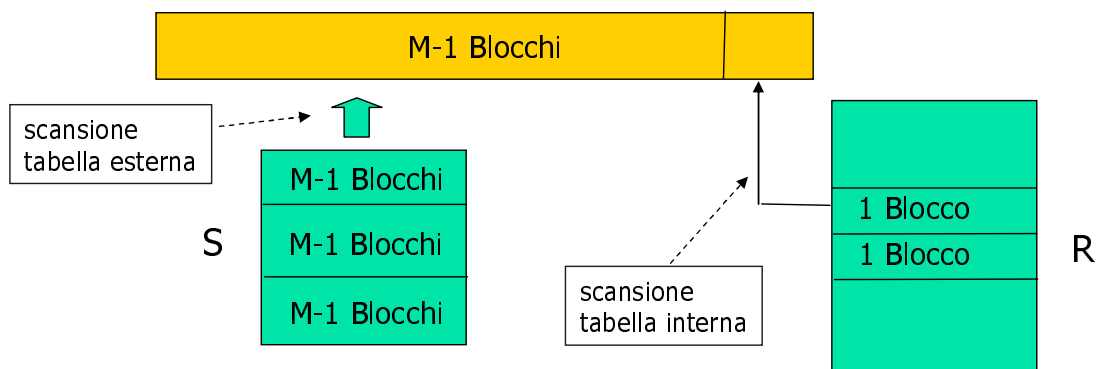 M-1 Blocchi
scansione
tabella esterna
M-1 Blocchi
S
M-1 Blocchi
M-1 Blocchi
scansione
tabella interna
1 Blocco
1 Blocco
R